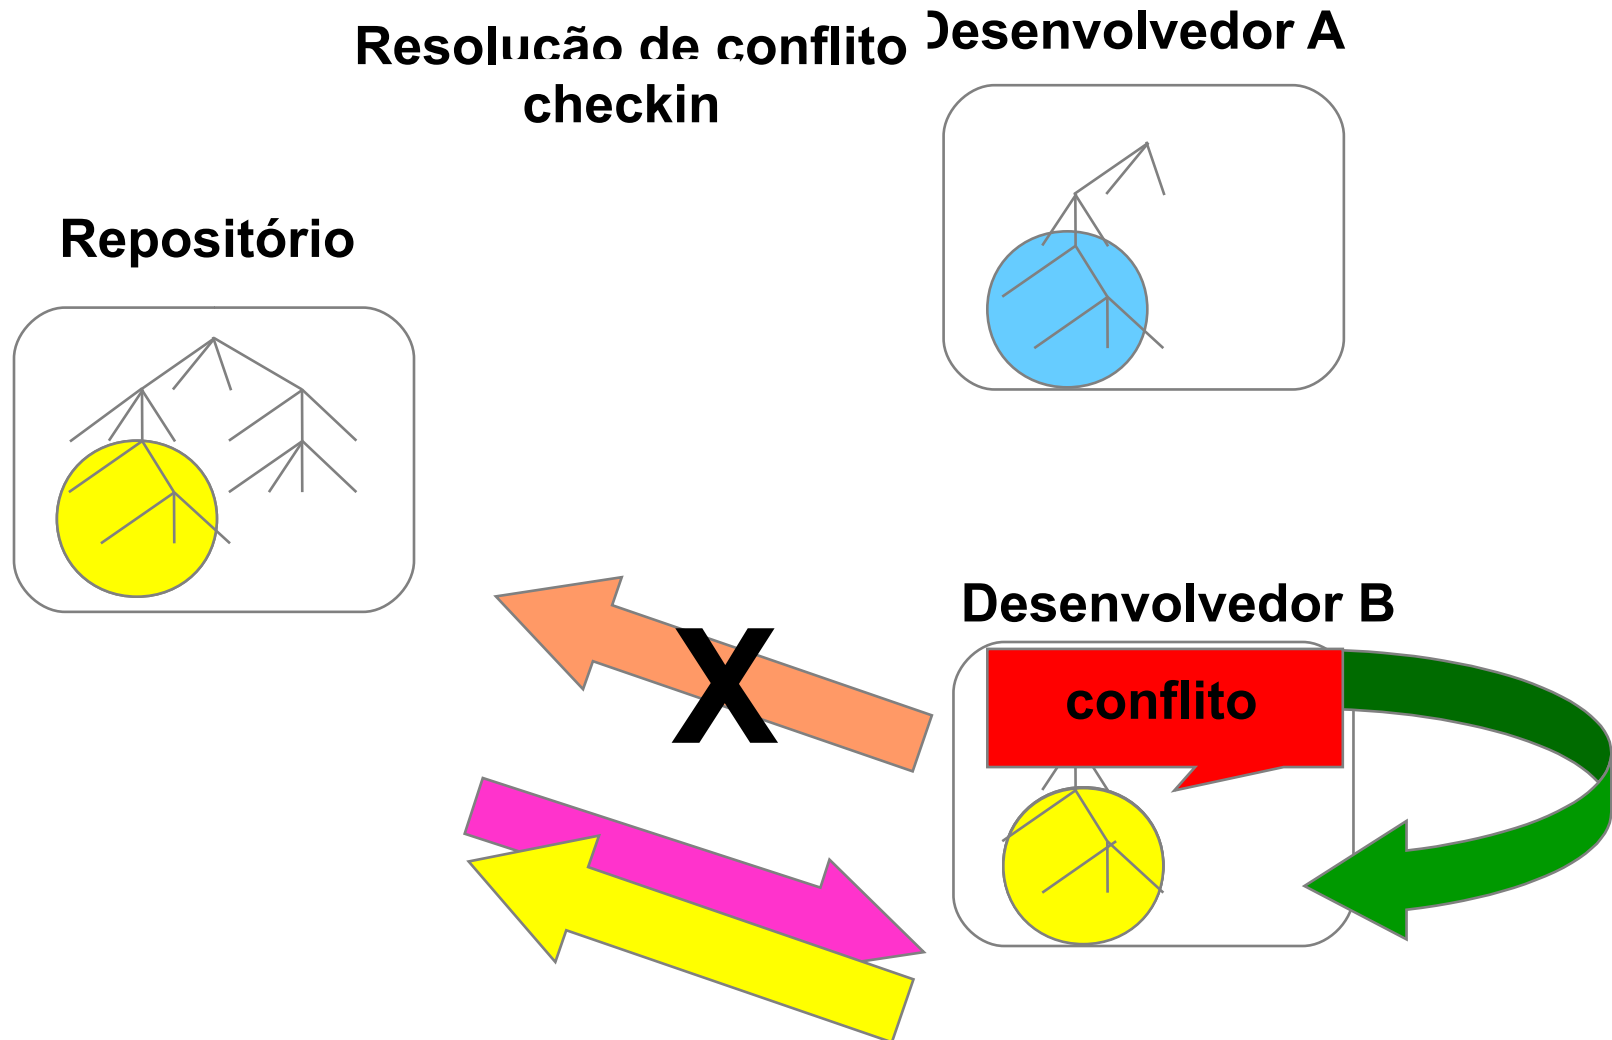 Resolução de conflito
checkin
Desenvolvedor A
Repositório
Desenvolvedor B
conflito
X